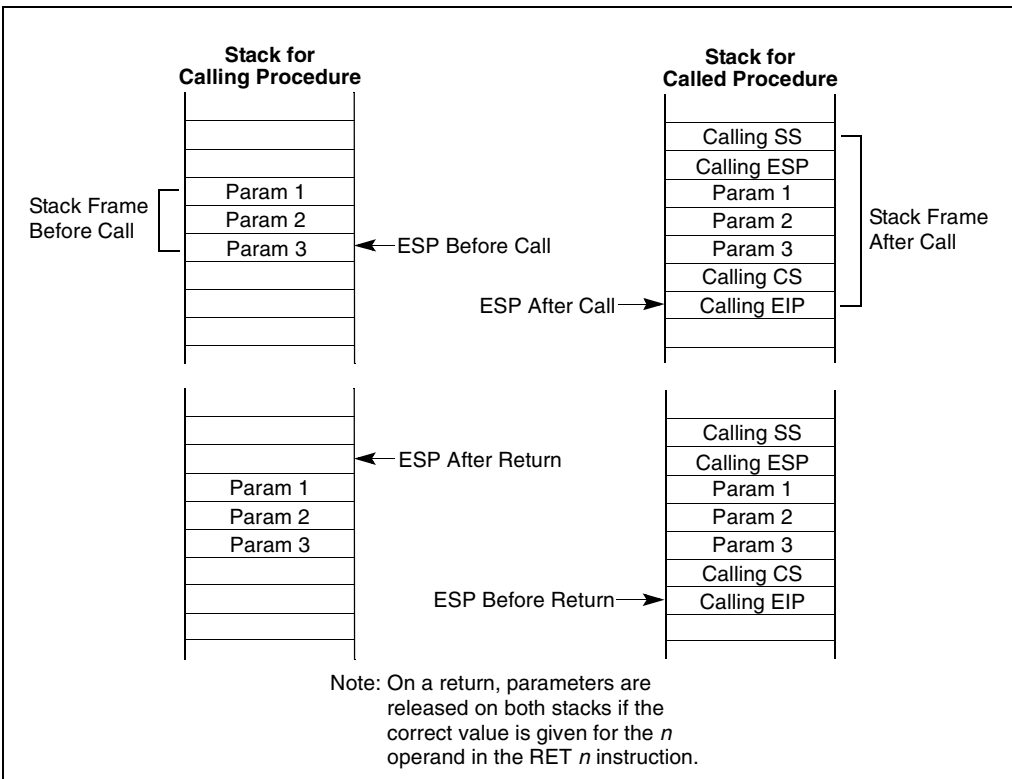 Stack for
Calling Procedure
Stack for
Called Procedure
Stack Frame
Before Call
Param 1
Param 2
Param 3
ESP Before Call
ESP After Call
Calling SS
Calling ESP
Param 1
Param 2
Param 3
Calling CS
Calling EIP
Stack Frame
After Call
ESP After Return
Param 1
Param 2
Param 3
ESP Before Return
Calling SS
Calling ESP
Param 1
Param 2
Param 3
Calling CS
Calling EIP
Note: On a return, parameters are
released on both stacks if the
correct value is given for the n
operand in the RET n instruction.